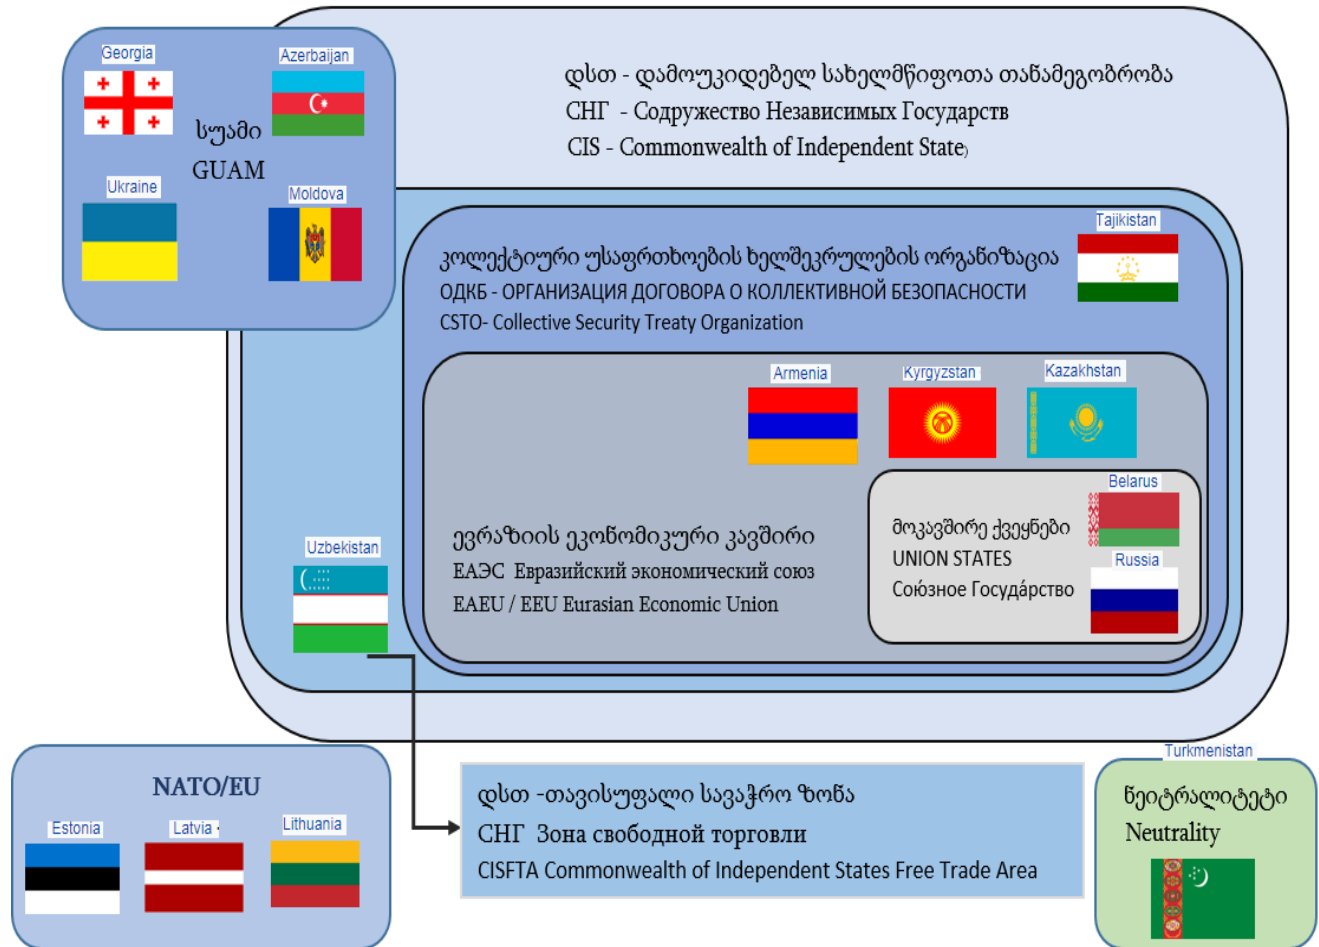 Georgia
Azerbaijan
სუამი
GUAM
Ukraine
Moldova
დსთ - დამოუკიდებელ სახელმწიფოთა თანამეგობრობა
СНГ - Содружество Независимых Государств
CIS - Commonwealth of Independent State)
Tajikistan
კოლექტიური უსაფრთხოების ხელშეკრულების ორგანიზაცია
ОДКБ - ОРГАНИЗАЦИЯ ДОГОВОРА О КОЛЛЕКТИВНОЙ БЕЗОПАСНОСТИ
CSTO- Collective Security Treaty Organization
Armenia
Kyrgyzstan
Kazakhstan
Belarus
მოკავშირე ქვეყნები
UNION STATES
Сою́зное Госуда́рство
Russia
ევრაზიის ეკონომიკური კავშირი
ЕАЭС Евразийский экономический союз
EAEU / EEU Eurasian Economic Union
Uzbekistan
NATO/EU
Estonia
Latvia
Lithuania
დსთ -თავისუფალი სავაჭრო ზონა
СНГ Зона свободной торговли
CISFTA Commonwealth of Independent States Free Trade Area
Turkmenistan
ნეიტრალიტეტი
Neutrality